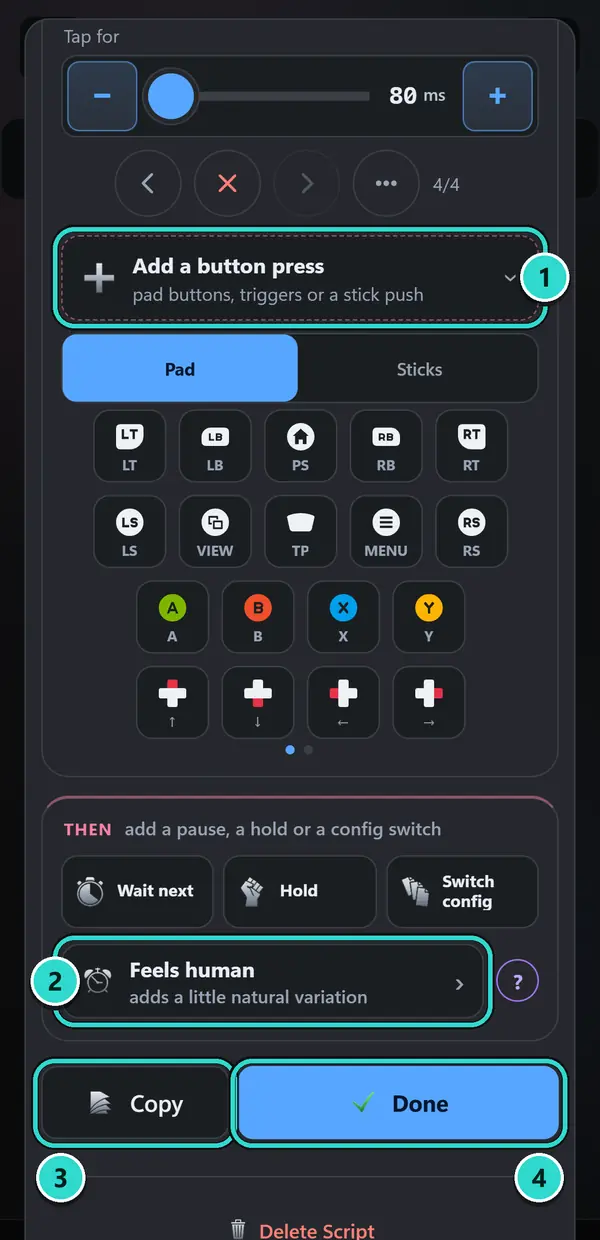 Tap for
− 80 ms +
4/4
Add a button press
pad buttons, triggers or a stick push
1
Pad Sticks
LT LB RB RT
LT LB PS RB RT
LS RS
LS VIEW TP MENU RS
A B X Y
A B X Y
↑ ↓ ← →
THEN add a pause, a hold or a config switch
Wait next Hold Switch
config
2
Feels human
adds a little natural variation
?
Copy Done
3 4
Delete Script